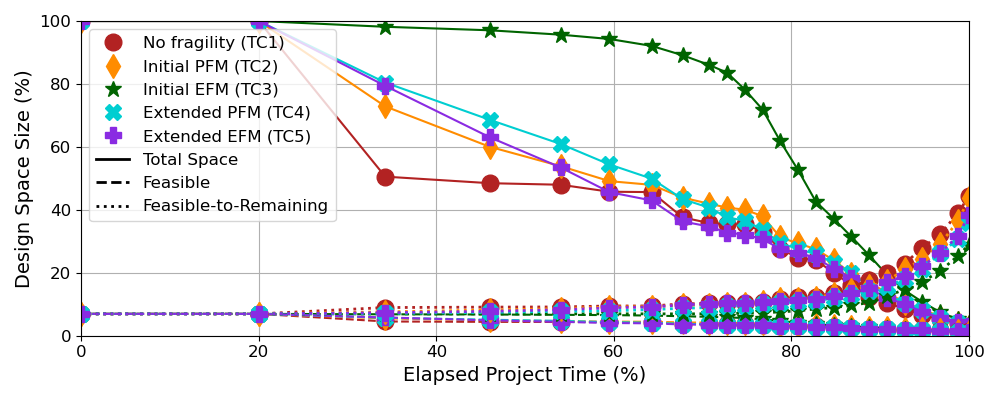 100
80
60
40
20
0
Design Space Size (%)
No fragility (TC1)
Initial PFM (TC2)
Initial EFM (TC3)
Extended PFM (TC4)
Extended EFM (TC5)
Total Space
Feasible
Feasible-to-Remaining
0 20 40 60 80 100
Elapsed Project Time (%)